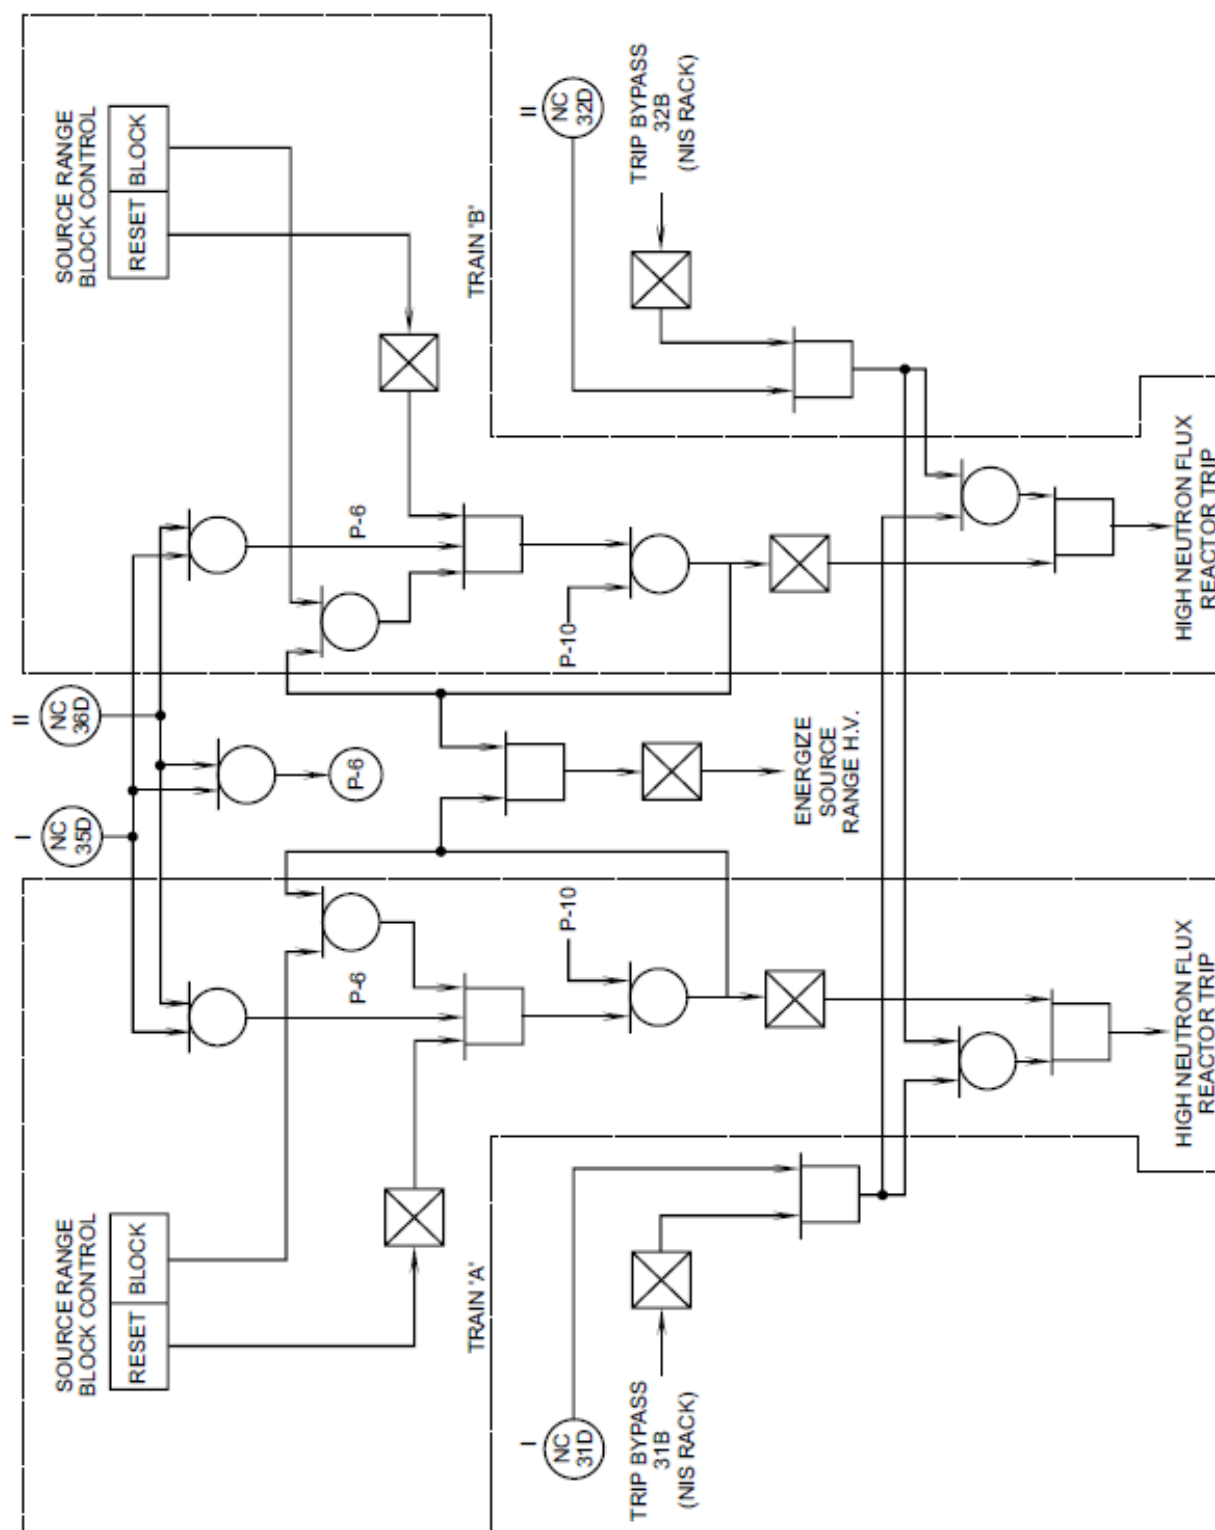 SOURCE RANGE
BLOCK CONTROL
RESET
BLOCK
I
NC
35D
II
NC
36D
SOURCE RANGE
BLOCK CONTROL
RESET
BLOCK
P-6
P-6
P-6
TRAIN 'A'
TRAIN 'B'
I
NC
31D
P-10
P-10
II
NC
32D
TRIP BYPASS
31B
(NIS RACK)
ENERGIZE
SOURCE
RANGE H.V.
TRIP BYPASS
32B
(NIS RACK)
HIGH NEUTRON FLUX
REACTOR TRIP
HIGH NEUTRON FLUX
REACTOR TRIP